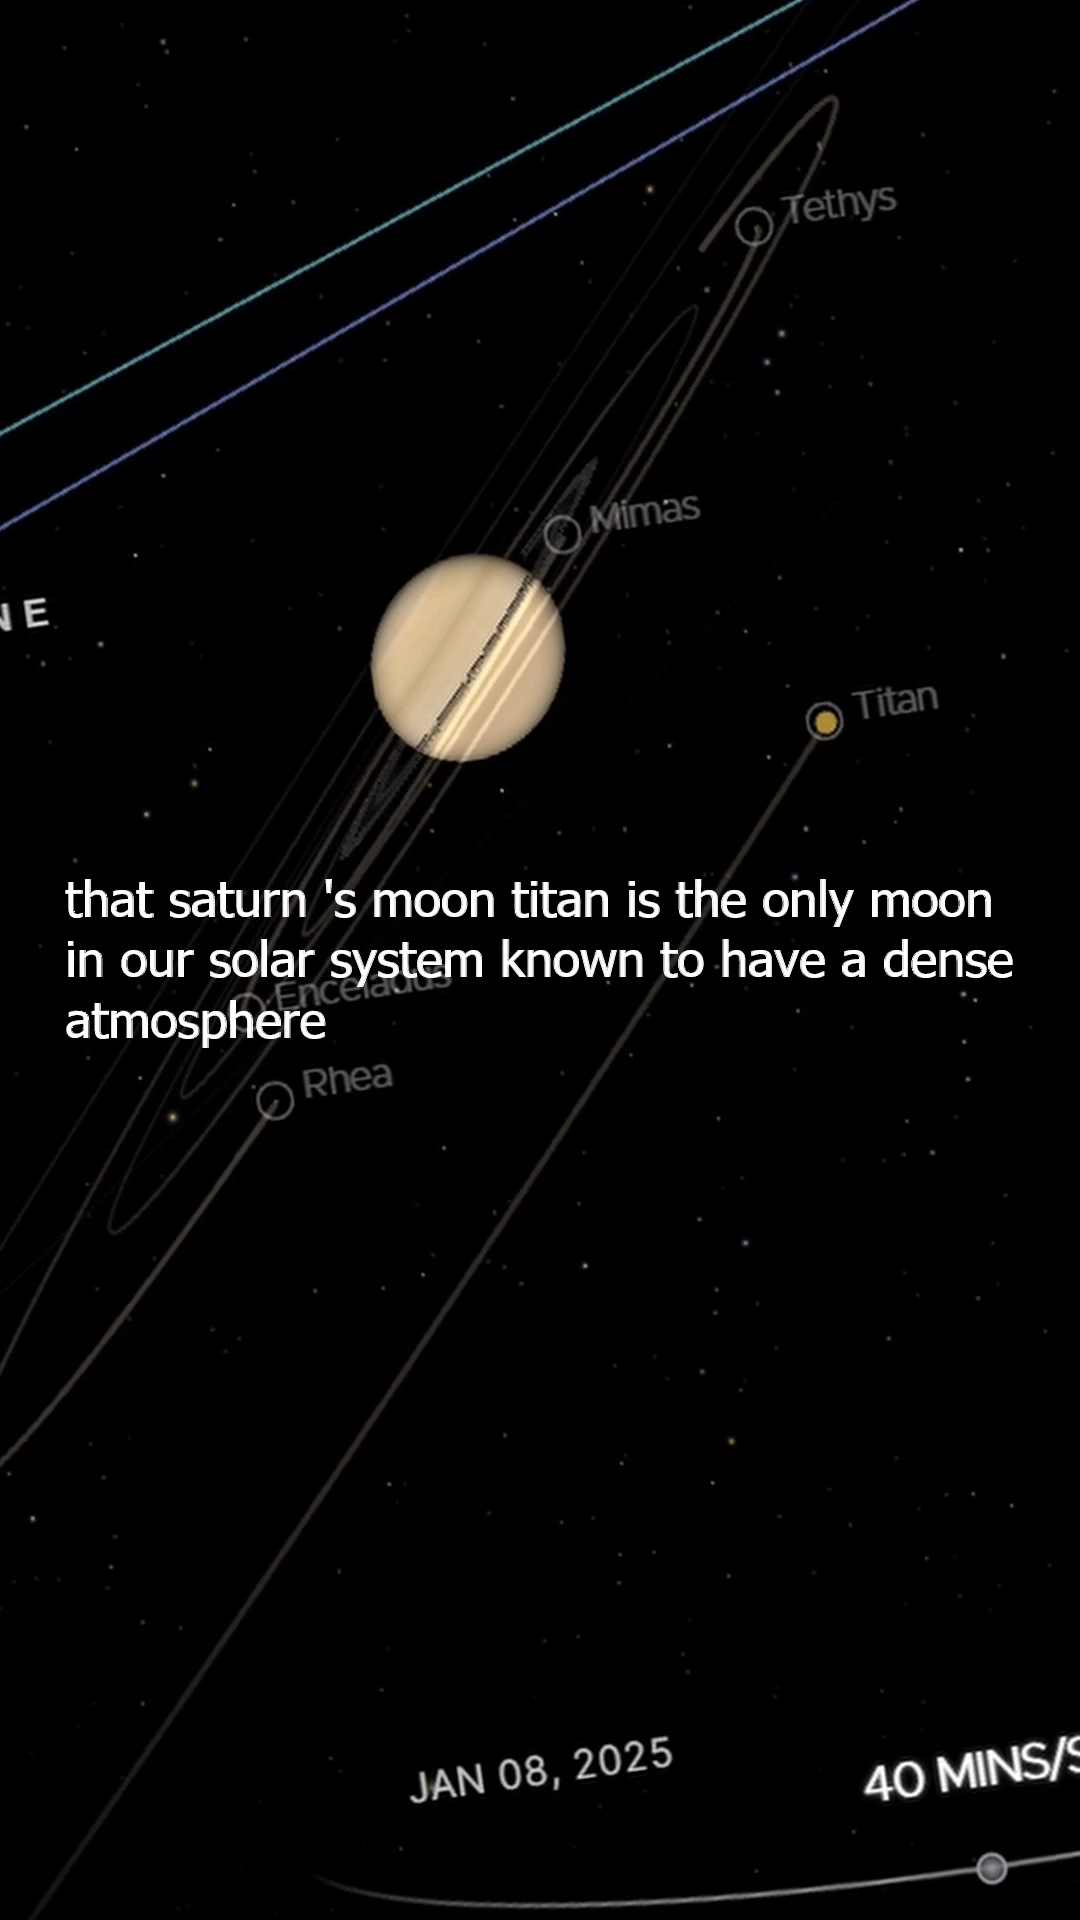 Tethys
Mimas
NE
Titan
that saturn 's moon titan is the only moon
in our solar system known to have a dense
atmosphere
Enceladus
Rhea
JAN 08, 2025
40 MINS/S